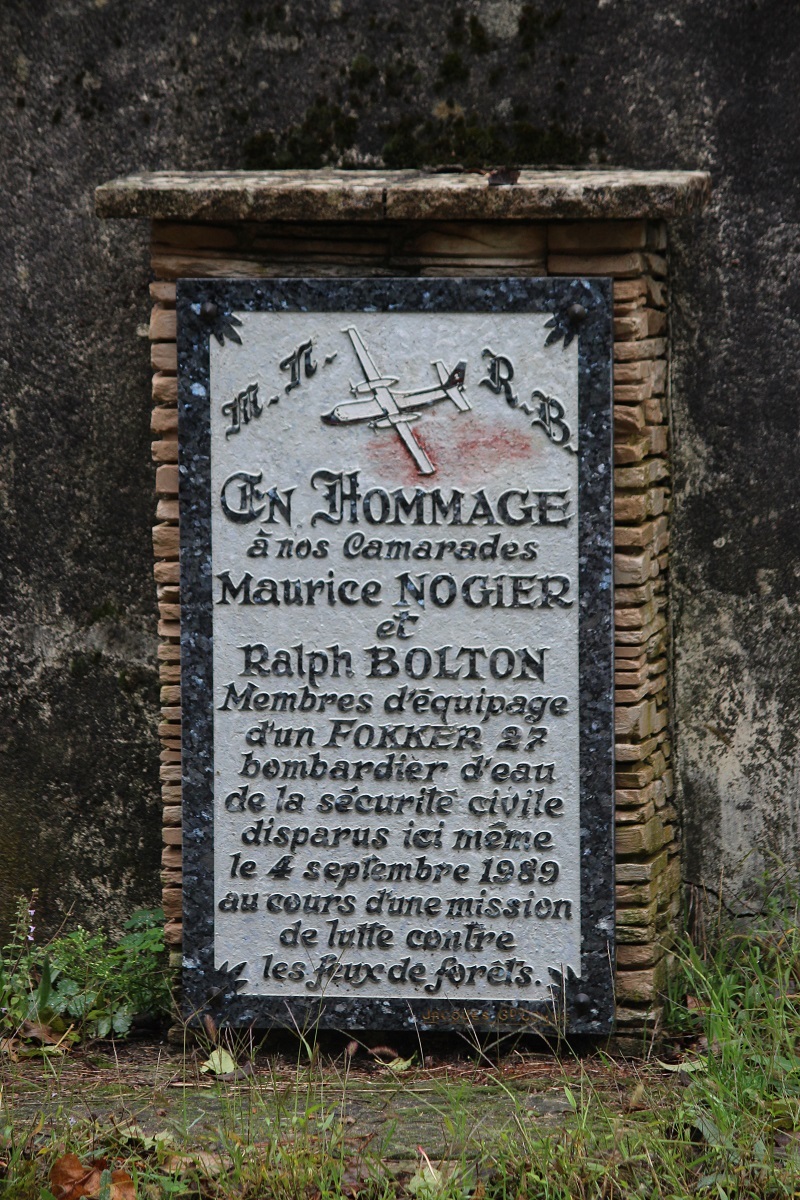 M. N. - R. B.
En Hommage
à nos Camarades
Maurice NOGIER
et
Ralph BOLTON
Membres d'équipage
d'un FOKKER 27
bombardier d'eau
de la sécurité civile
disparus ici même
le 4 septembre 1989
au cours d'une mission
de lutte contre
les feux de forêts.